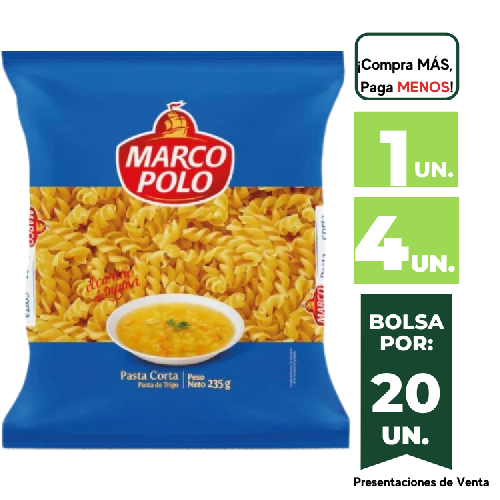 ¡Compra MÁS,
Paga MENOS!
MARCO
POLO
1 UN.
4 UN.
BOLSA
POR:
20
UN.
Pasta Corta
Pasta de Trigo
Peso
Neto 235 g
Presentaciones de Venta